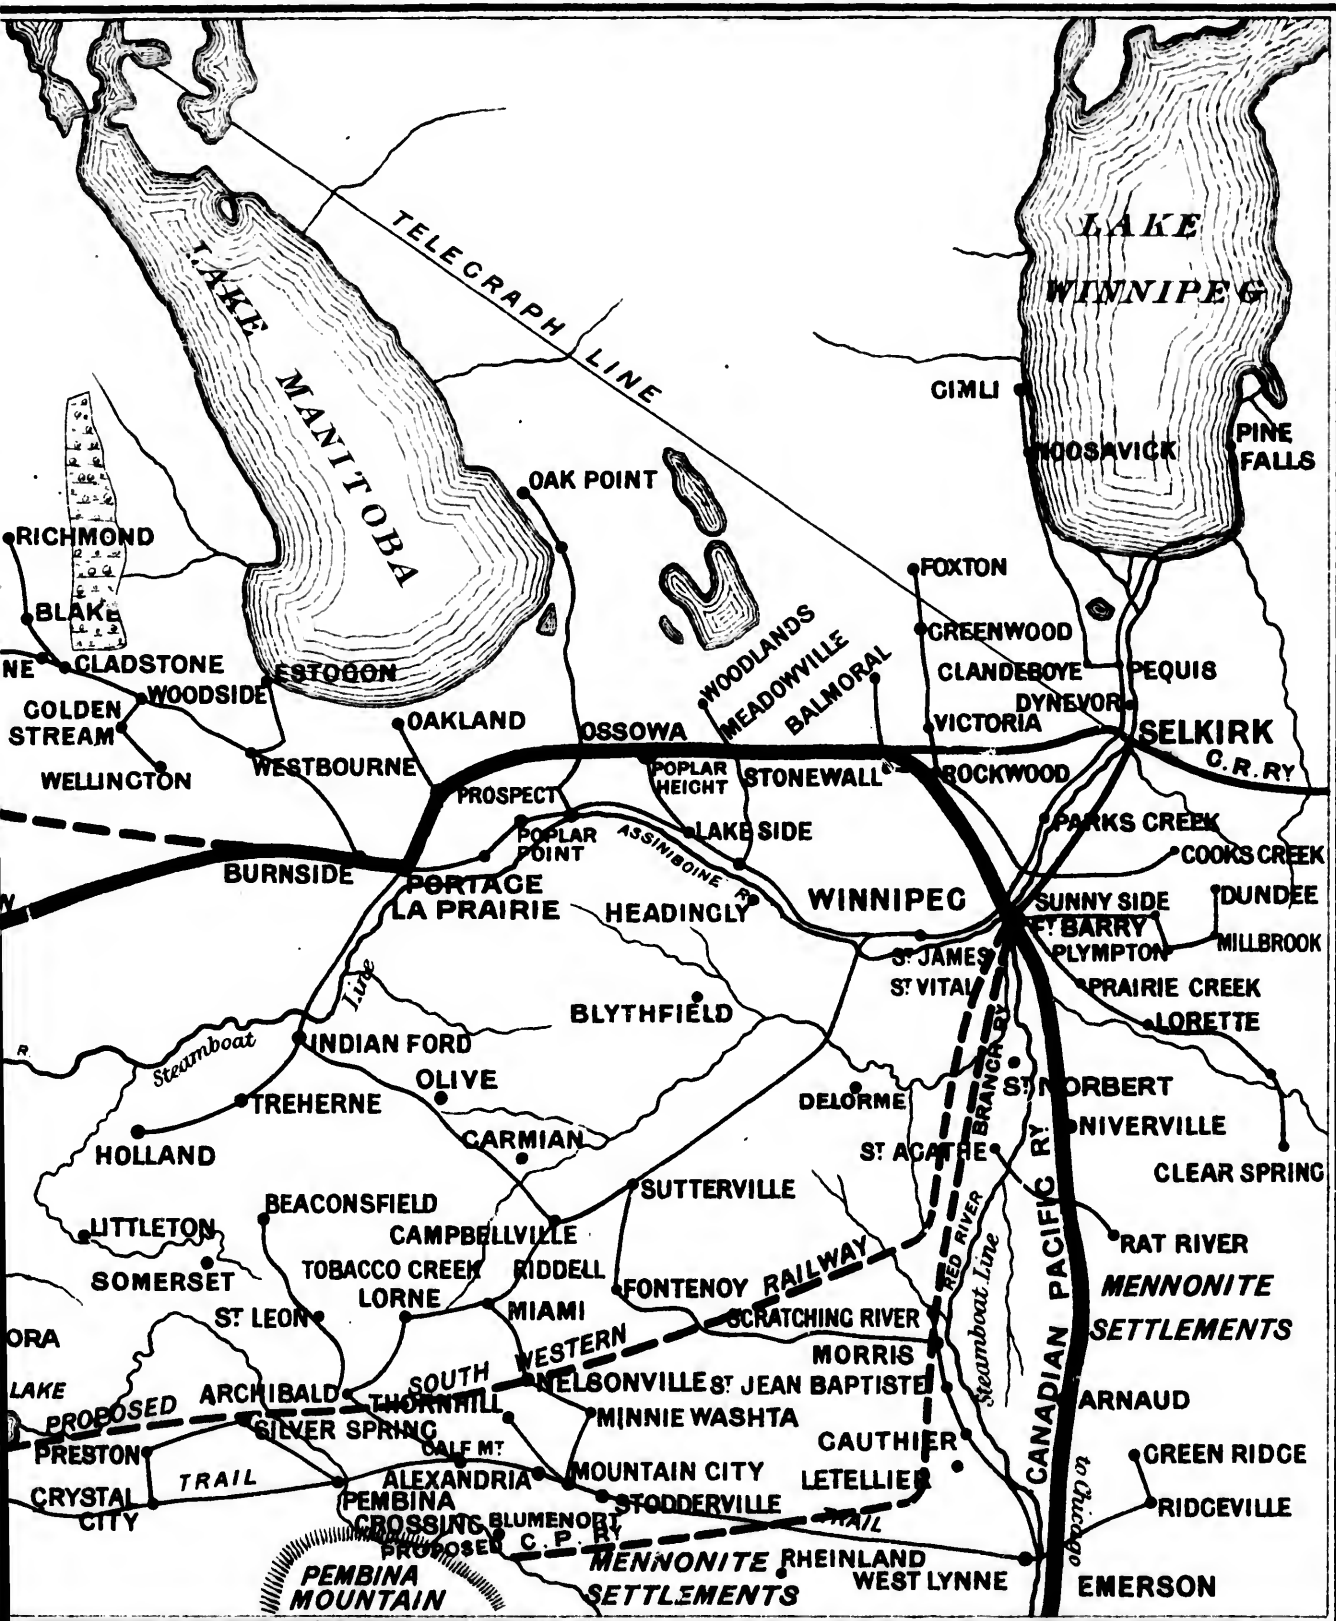 LAKE
WINNIPEG
LAKE
MANITOBA
TELEGRAPH LINE
GIMLI
PINE
FALLS
OAK POINT
RICHMOND
BLAKE
FOXTON
GREENWOOD
CLANDEBOYE
PEQUIS
DYNEVOR
NE
GLADSTONE
WOODSIDE
WOODLANDS
MEADOWVILLE
BALMORAL
GOLDEN
STREAM
OAKLAND
OSSOWA
VICTORIA
SELKIRK
C. R. RY
WELLINGTON
WESTBOURNE
POPLAR
HEIGHT
STONEWALL
ROCKWOOD
PROSPECT
POPLAR
POINT
ASSINIBOINE R.
LAKE SIDE
PARKS CREEK
COOKS CREEK
BURNSIDE
PORTAGE
LA PRAIRIE
HEADINGLY
WINNIPEG
SUNNY SIDE
DUNDEE
FT BARRY
PLYMPTON
MILLBROOK
N
ST JAMES
ST VITAL
PRAIRIE CREEK
LORETTE
BLYTHFIELD
Steamboat
Line
R.
INDIAN FORD
OLIVE
TREHERNE
HOLLAND
CARMIAN
DELORME
BRANCH RY
ST NORBERT
NIVERVILLE
ST AGATHE
CLEAR SPRING
BEACONSFIELD
SUTTERVILLE
CAMPBELLVILLE
LITTLETON
SOMERSET
TOBACCO CREEK
RIDDELL
LORNE
MIAMI
ST LEON
FONTENOY
RAT RIVER
MENNONITE
SETTLEMENTS
RED RIVER
Steamboat Line
CANADIAN PACIFIC RY
SCRATCHING RIVER
MORRIS
ORA
LAKE
PROPOSED
SOUTH
WESTERN
RAILWAY
ARCHIBALD
THORNHILL
NELSONVILLE
ST JEAN BAPTISTE
ARNAUD
SILVER SPRING
MINNIE WASHTA
PRESTON
CALF MT
GAUTHIER
GREEN RIDGE
TRAIL
ALEXANDRIA
MOUNTAIN CITY
LETELLIER
CRYSTAL
CITY
PEMBINA
CROSSING
STODDERVILLE
RIDGEVILLE
BLUMENORT
TRAIL
to Chicago
PROPOSED
C. P. RY
MENNONITE
SETTLEMENTS
RHEINLAND
WEST LYNNE
EMERSON
PEMBINA
MOUNTAIN